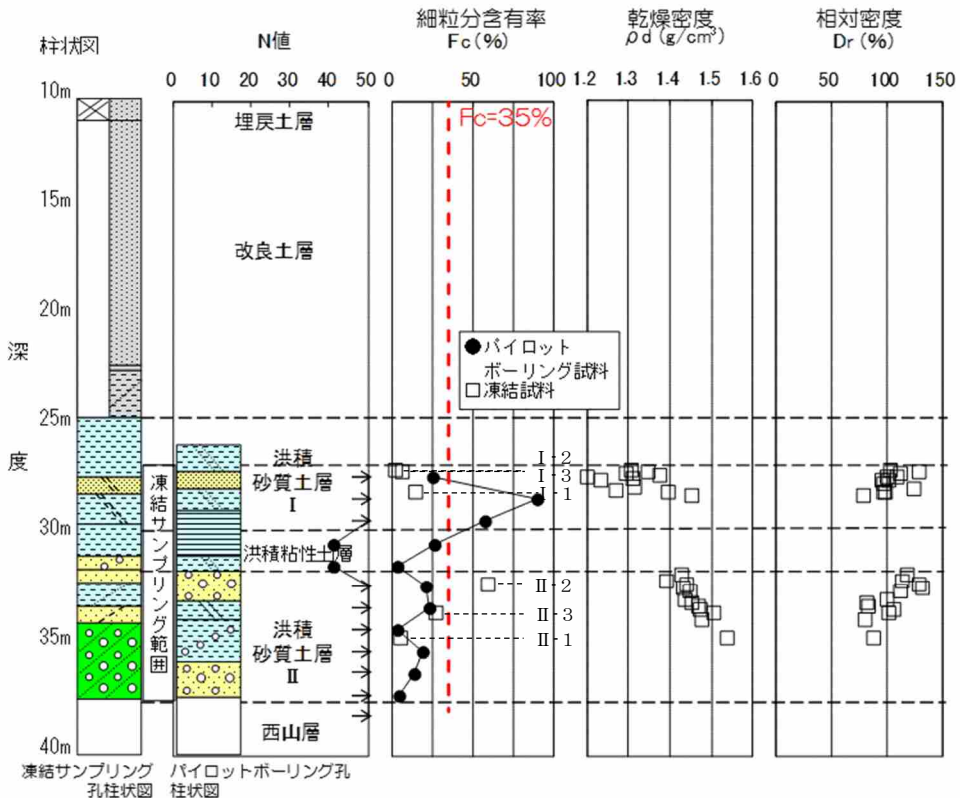 柱状図
N値
細粒分含有率
Fc(%)
乾燥密度
ρd(g/cm³)
相対密度
Dr(%)
0 10 20 30 40 50
0 50 100
1.2 1.3 1.4 1.5 1.6
0 50 100 150
10m
15m
20m
25m
30m
35m
40m
深
度
埋戻土層
改良土層
Fc=35%
●パイロット
ボーリング試料
□凍結試料
洪積
砂質土層
Ⅰ
洪積粘性土層
洪積
砂質土層
Ⅱ
西山層
凍結サンプリング範囲
Ⅰ-2
Ⅰ-3
Ⅰ-1
Ⅱ-2
Ⅱ-3
Ⅱ-1
凍結サンプリング
孔柱状図
パイロットボーリング孔
柱状図